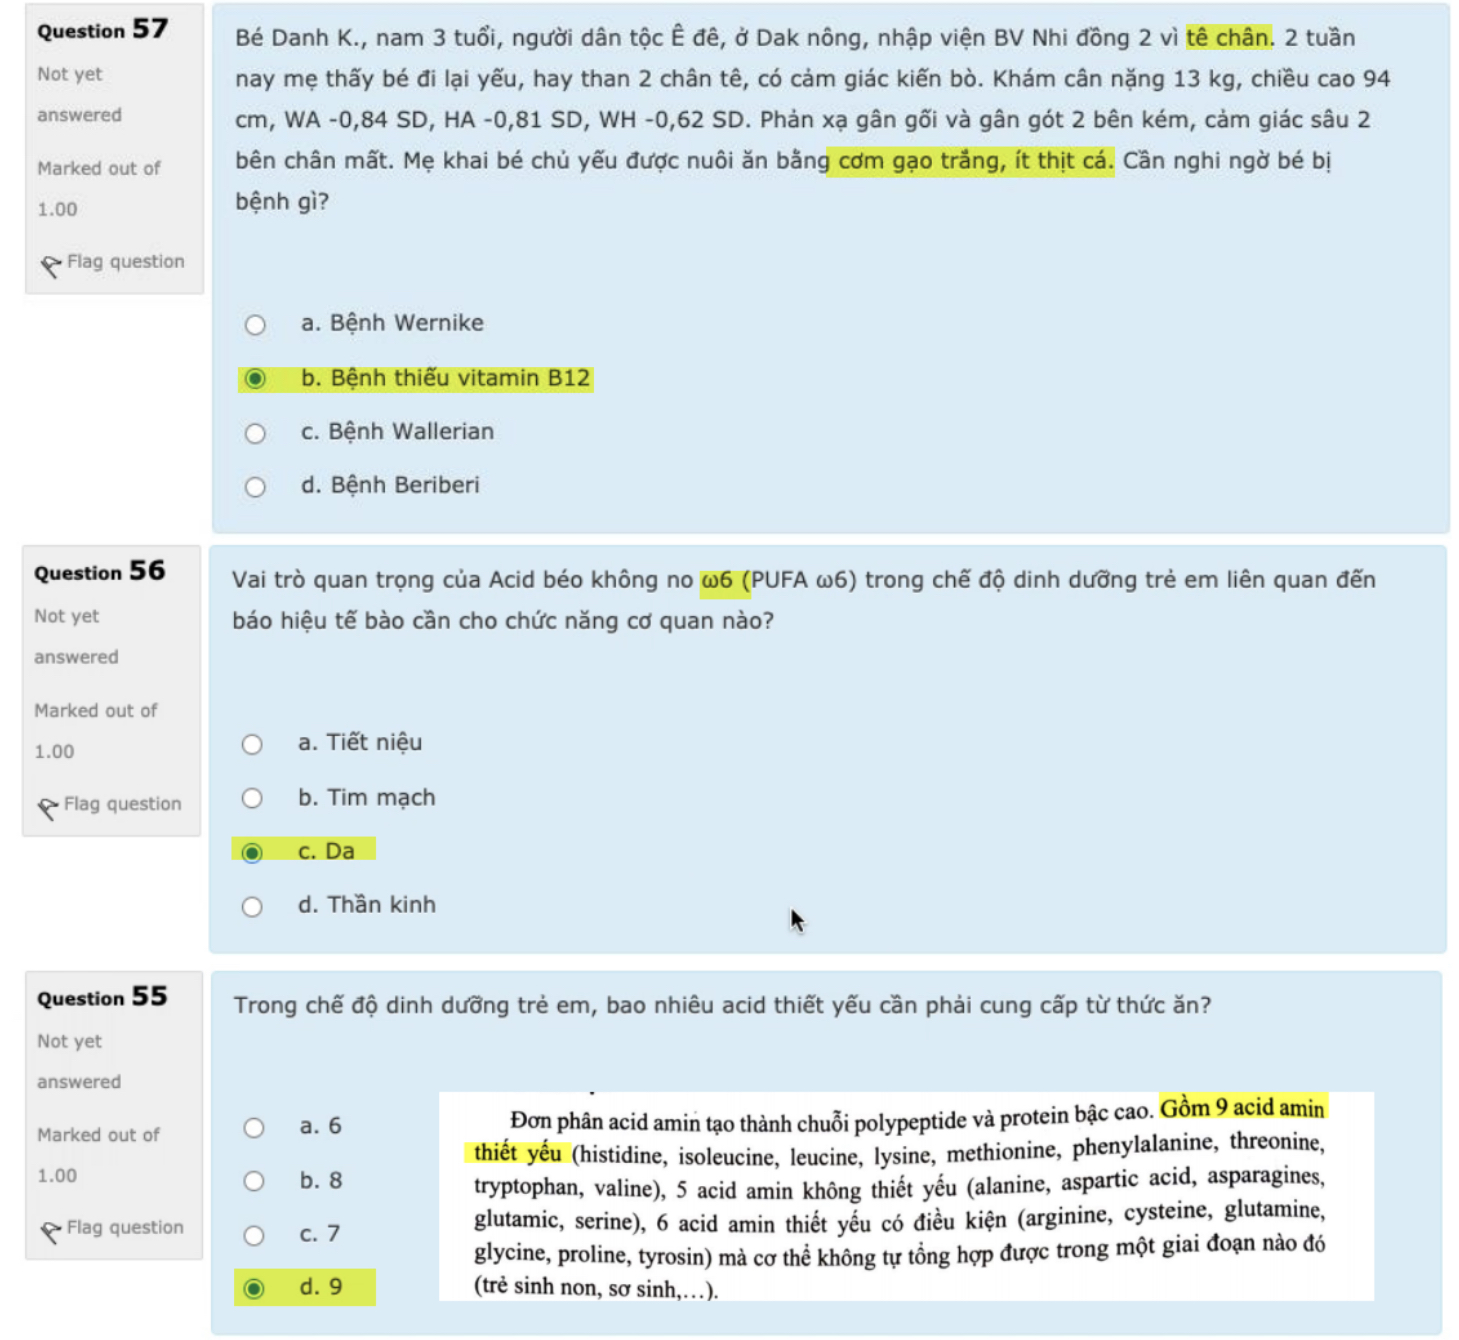 Question 57
Not yet
answered
Marked out of
1.00
Flag question
Bé Danh K., nam 3 tuổi, người dân tộc Ê đê, ở Dak nông, nhập viện BV Nhi đồng 2 vì tê chân. 2 tuần
nay mẹ thấy bé đi lại yếu, hay than 2 chân tê, có cảm giác kiến bò. Khám cân nặng 13 kg, chiều cao 94
cm, WA -0,84 SD, HA -0,81 SD, WH -0,62 SD. Phản xạ gân gối và gân gót 2 bên kém, cảm giác sâu 2
bên chân mất. Mẹ khai bé chủ yếu được nuôi ăn bằng cơm gạo trắng, ít thịt cá. Cần nghi ngờ bé bị
bệnh gì?
a. Bệnh Wernike
b. Bệnh thiếu vitamin B12
c. Bệnh Wallerian
d. Bệnh Beriberi
Question 56
Not yet
answered
Marked out of
1.00
Flag question
Vai trò quan trọng của Acid béo không no ω6 (PUFA ω6) trong chế độ dinh dưỡng trẻ em liên quan đến
báo hiệu tế bào cần cho chức năng cơ quan nào?
a. Tiết niệu
b. Tim mạch
c. Da
d. Thần kinh
Question 55
Not yet
answered
Marked out of
1.00
Flag question
Trong chế độ dinh dưỡng trẻ em, bao nhiêu acid thiết yếu cần phải cung cấp từ thức ăn?
a. 6
b. 8
c. 7
d. 9
Đơn phân acid amin tạo thành chuỗi polypeptide và protein bậc cao. Gồm 9 acid amin
thiết yếu (histidine, isoleucine, leucine, lysine, methionine, phenylalanine, threonine,
tryptophan, valine), 5 acid amin không thiết yếu (alanine, aspartic acid, asparagines,
glutamic, serine), 6 acid amin thiết yếu có điều kiện (arginine, cysteine, glutamine,
glycine, proline, tyrosin) mà cơ thể không tự tổng hợp được trong một giai đoạn nào đó
(trẻ sinh non, sơ sinh,...).